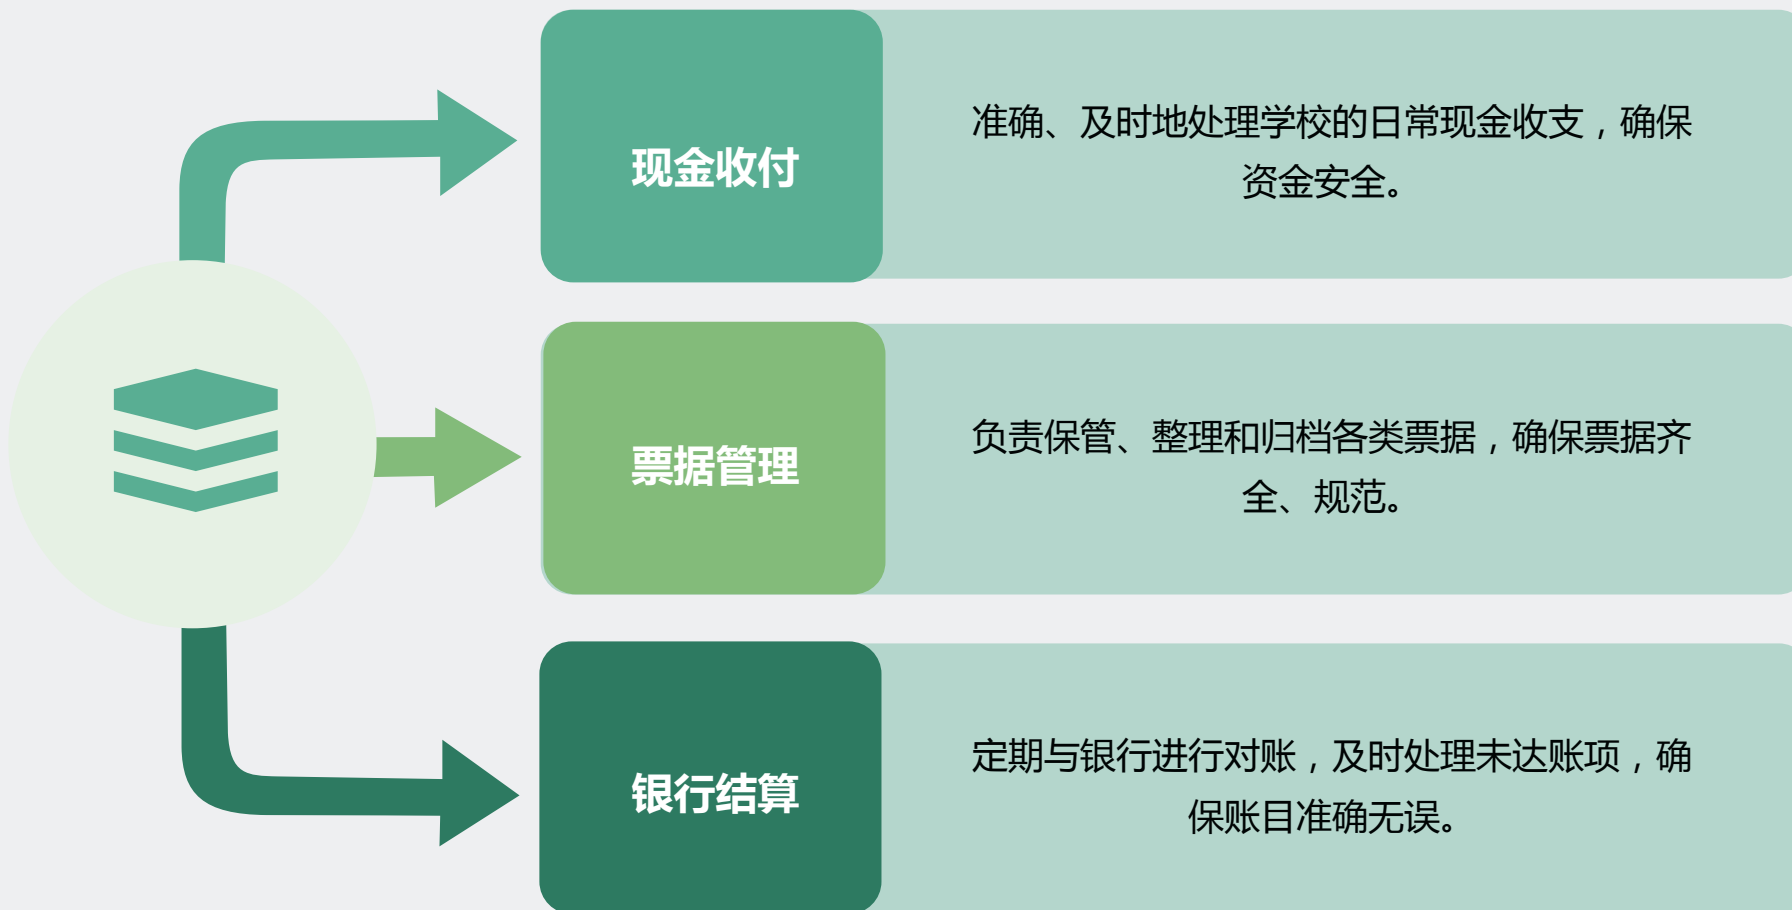 现金收付
准确、及时地处理学校的日常现金收支，确保
资金安全。
票据管理
负责保管、整理和归档各类票据，确保票据齐
全、规范。
银行结算
定期与银行进行对账，及时处理未达账项，确
保账目准确无误。